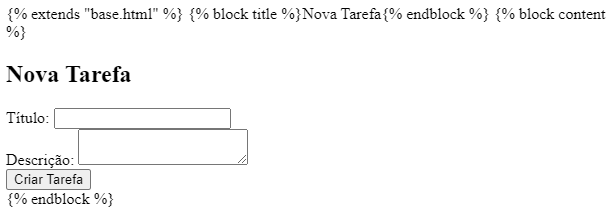 {% extends "base.html" %} {% block title %}Nova Tarefa{% endblock %} {% block content
%}
Nova Tarefa
Título:
Descrição:
Criar Tarefa
{% endblock %}